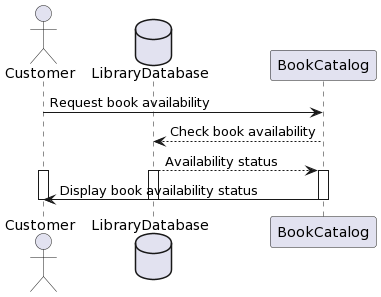 Customer
LibraryDatabase
BookCatalog
Request book availability
Check book availability
Availability status
Display book availability status
Customer
LibraryDatabase
BookCatalog